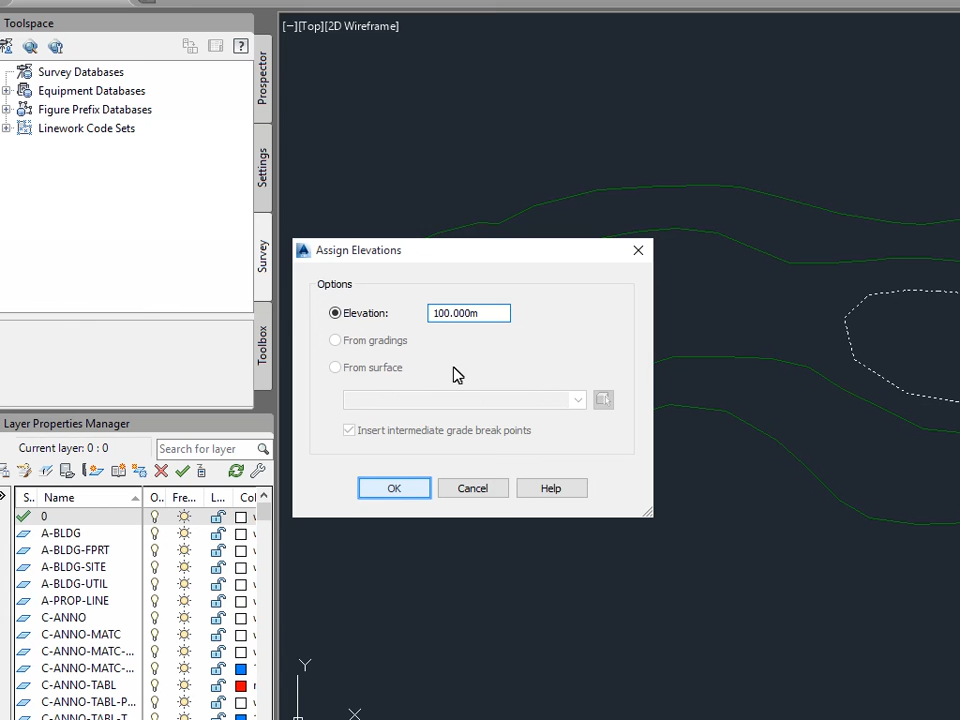 Toolspace
[−][Top][2D Wireframe]
?
Survey Databases
Equipment Databases
Figure Prefix Databases
Linework Code Sets
Prospector
Settings
Survey
Toolbox
Assign Elevations
Options
Elevation: 100.000m
From gradings
From surface
Insert intermediate grade break points
OK Cancel Help
Layer Properties Manager
Current layer: 0 : 0 Search for layer
S.. Name O.. Fre... L... Col
0
A-BLDG
A-BLDG-FPRT
A-BLDG-SITE
A-BLDG-UTIL
A-PROP-LINE
C-ANNO
C-ANNO-MATC
C-ANNO-MATC-...
C-ANNO-MATC-...
C-ANNO-TABL
C-ANNO-TABL-P...
C-ANNO-TABL-T...
Y